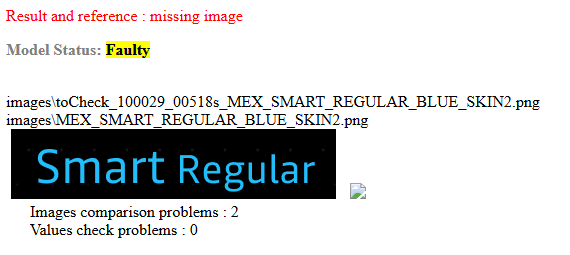 Result and reference : missing image
Model Status: Faulty
images\toCheck_100029_00518s_MEX_SMART_REGULAR_BLUE_SKIN2.png
images\MEX_SMART_REGULAR_BLUE_SKIN2.png
Smart Regular
Images comparison problems : 2
Values check problems : 0